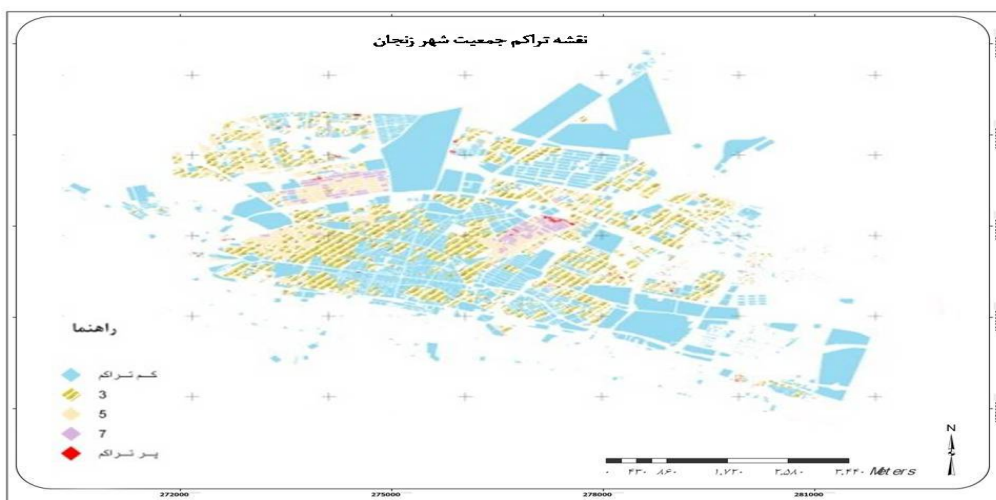 نقشه تراکم جمعیت شهر زنجان
راهنما
کم تراکم
3
5
7
پر تراکم
N
۰ ۴۳۰ ۸۶۰ ۱,۷۲۰ ۲,۵۸۰ ۳,۴۴۰ Meters
272000 275000 278000 281000